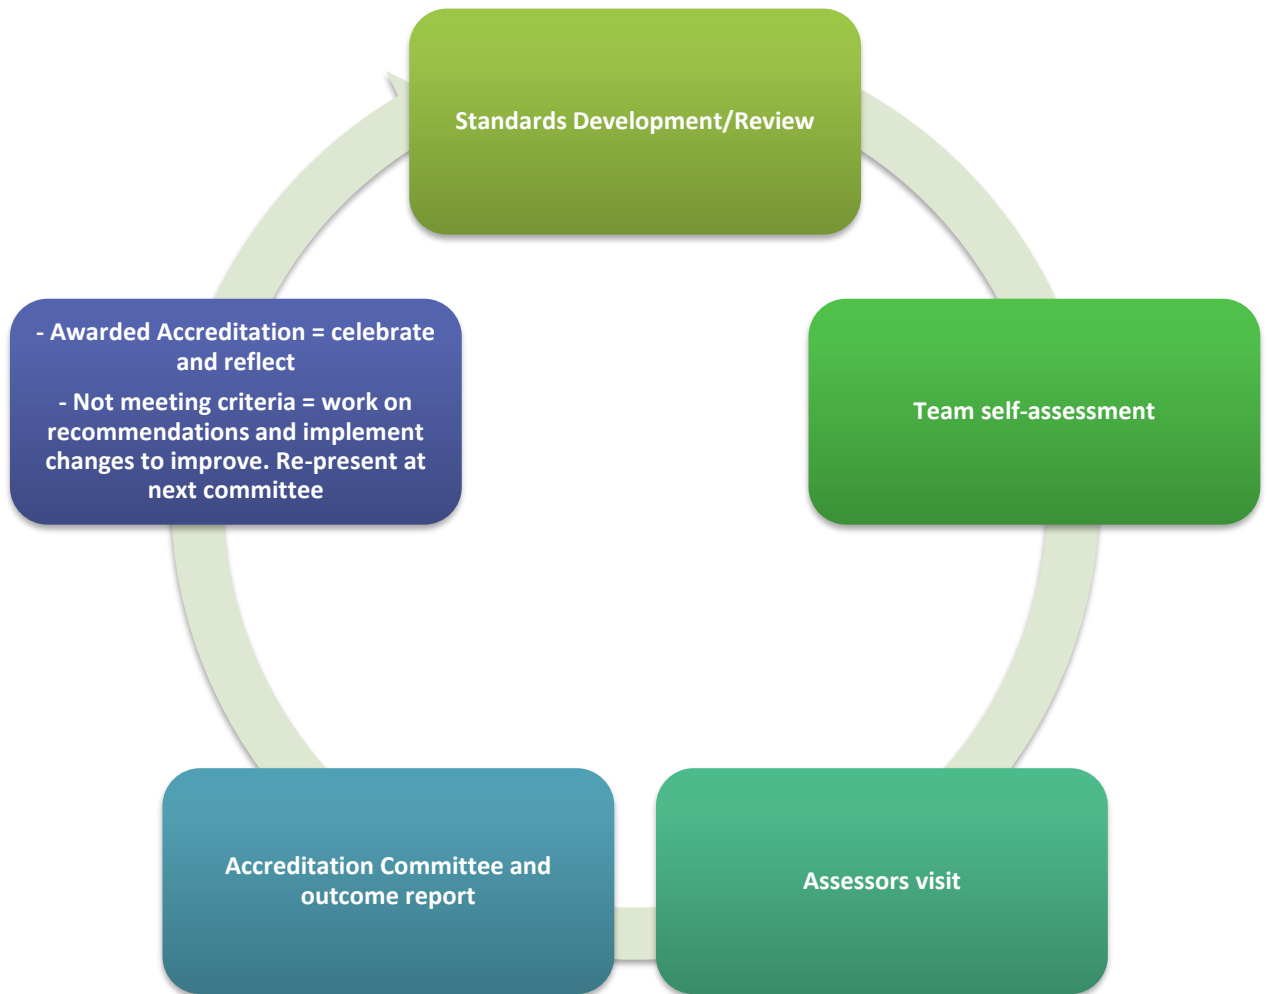 Standards Development/Review
Team self-assessment
Assessors visit
Accreditation Committee and
outcome report
- Awarded Accreditation = celebrate
and reflect
- Not meeting criteria = work on
recommendations and implement
changes to improve. Re-present at
next committee